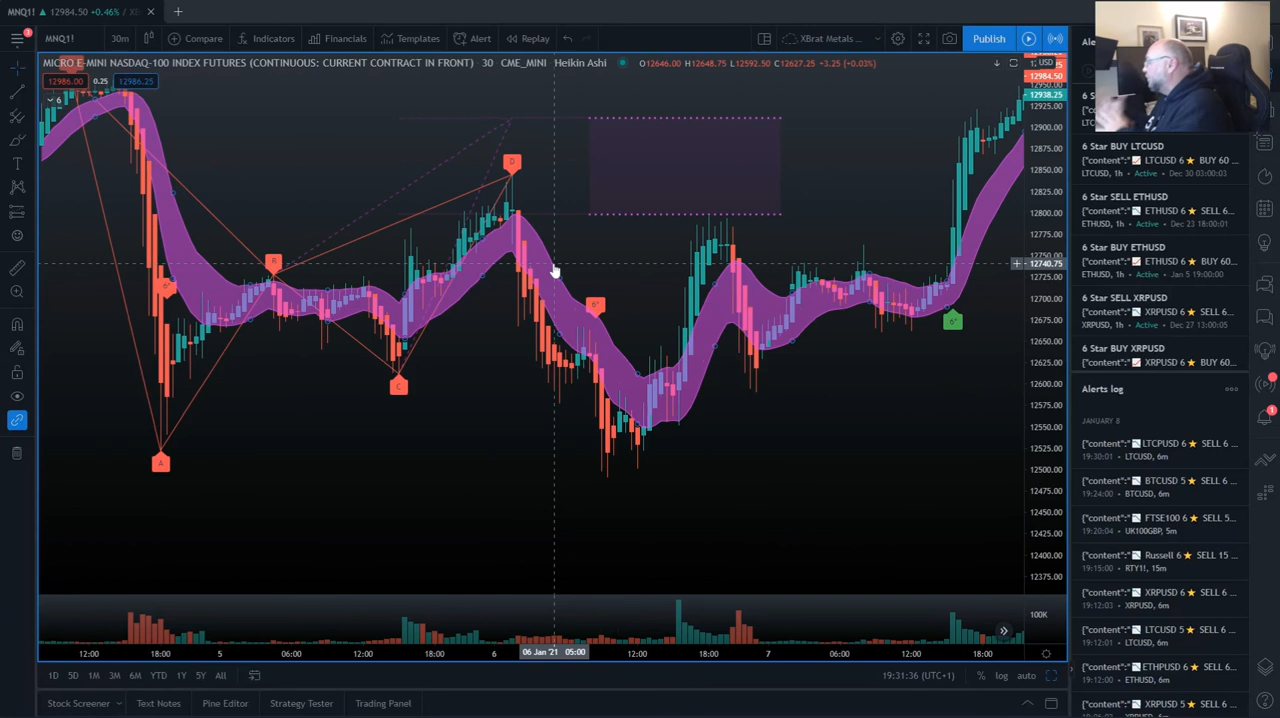 MNQ1! ▲ 12984.50 +0.46% / XB
3
MNQ1!
30m
Compare
Indicators
Financials
Templates
Alert
Replay
XBrat Metals ...
Publish
MICRO E-MINI NASDAQ-100 INDEX FUTURES (CONTINUOUS: CURRENT CONTRACT IN FRONT) 30 CME_MINI Heikin Ashi O12646.00 H12648.75 L12592.50 C12627.25 +3.25 (+0.03%)
USD
12986.00 0.25 12986.25
6
12984.50
12938.25
12925.00
12900.00
12875.00
12850.00
12825.00
12800.00
12775.00
12750.00
12740.75
12725.00
12700.00
12675.00
12650.00
12625.00
12600.00
12575.00
12550.00
12525.00
12500.00
12475.00
12450.00
12425.00
12400.00
12375.00
100K
D
6*
6*
C
A
6*
12:00 18:00 5 06:00 12:00 18:00 6 06 Jan '21 05:00 12:00 18:00 7 06:00 12:00 18:00
1D 5D 1M 3M 6M YTD 1Y 5Y All
19:31:36 (UTC+1) % log auto
Stock Screener Text Notes Pine Editor Strategy Tester Trading Panel
6 Star BUY LTCUSD
{"content":"📈 LTCUSD 6 ⭐ BUY 60 ...
LTCUSD, 1h • Active • Dec 30 03:00:03
6 Star SELL ETHUSD
{"content":"📉 ETHUSD 6 ⭐ SELL 6...
ETHUSD, 1h • Active • Dec 23 18:00:01
6 Star BUY ETHUSD
{"content":"📈 ETHUSD 6 ⭐ BUY 60...
ETHUSD, 1h • Active • Jan 5 19:00:00
6 Star SELL XRPUSD
{"content":"📉 XRPUSD 6 ⭐ SELL 6...
XRPUSD, 1h • Active • Dec 27 13:00:05
6 Star BUY XRPUSD
{"content":"📈 XRPUSD 6 ⭐ BUY 60...
Alerts log
JANUARY 8
{"content":"📉 LTCPUSD 6 ⭐ SELL 6 ...
19:30:01
LTCUSD, 6m
{"content":"📉 BTCUSD 5 ⭐ SELL 6 ...
19:24:00
BTCUSD, 6m
{"content":"📉 FTSE100 6 ⭐ SELL 5...
19:20:04
UK100GBP, 5m
{"content":"📉 Russell 6 ⭐ SELL 15 ...
19:15:00
RTY1!, 15m
{"content":"📉 XRPUSD 6 ⭐ SELL 6 ...
19:12:03
XRPUSD, 6m
{"content":"📉 LTCUSD 5 ⭐ SELL 6 ...
19:12:01
LTCUSD, 6m
{"content":"📉 ETHPUSD 6 ⭐ SELL 6...
19:12:00
ETHUSD, 6m
{"content":"📉 XRPUSD 5 ⭐ SELL 6 ...